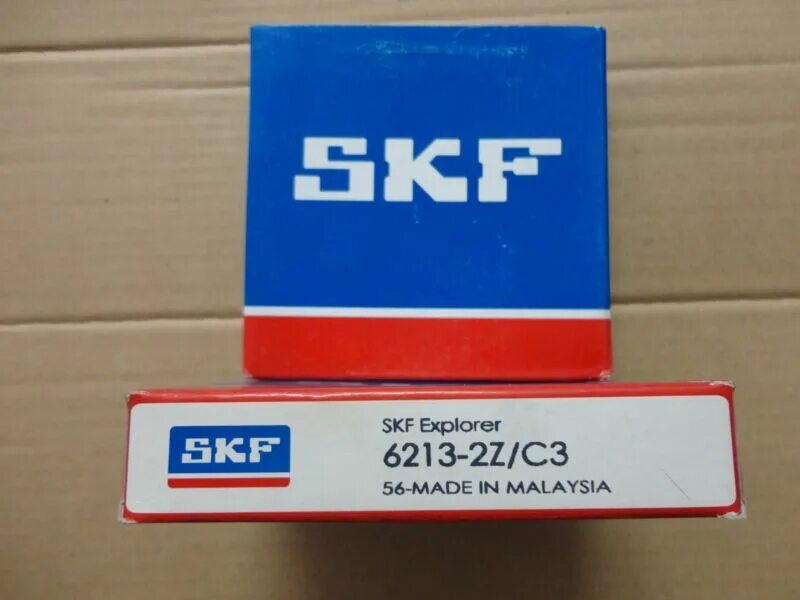 SKF
SKF
SKF Explorer
6213-2Z/C3
56-MADE IN MALAYSIA